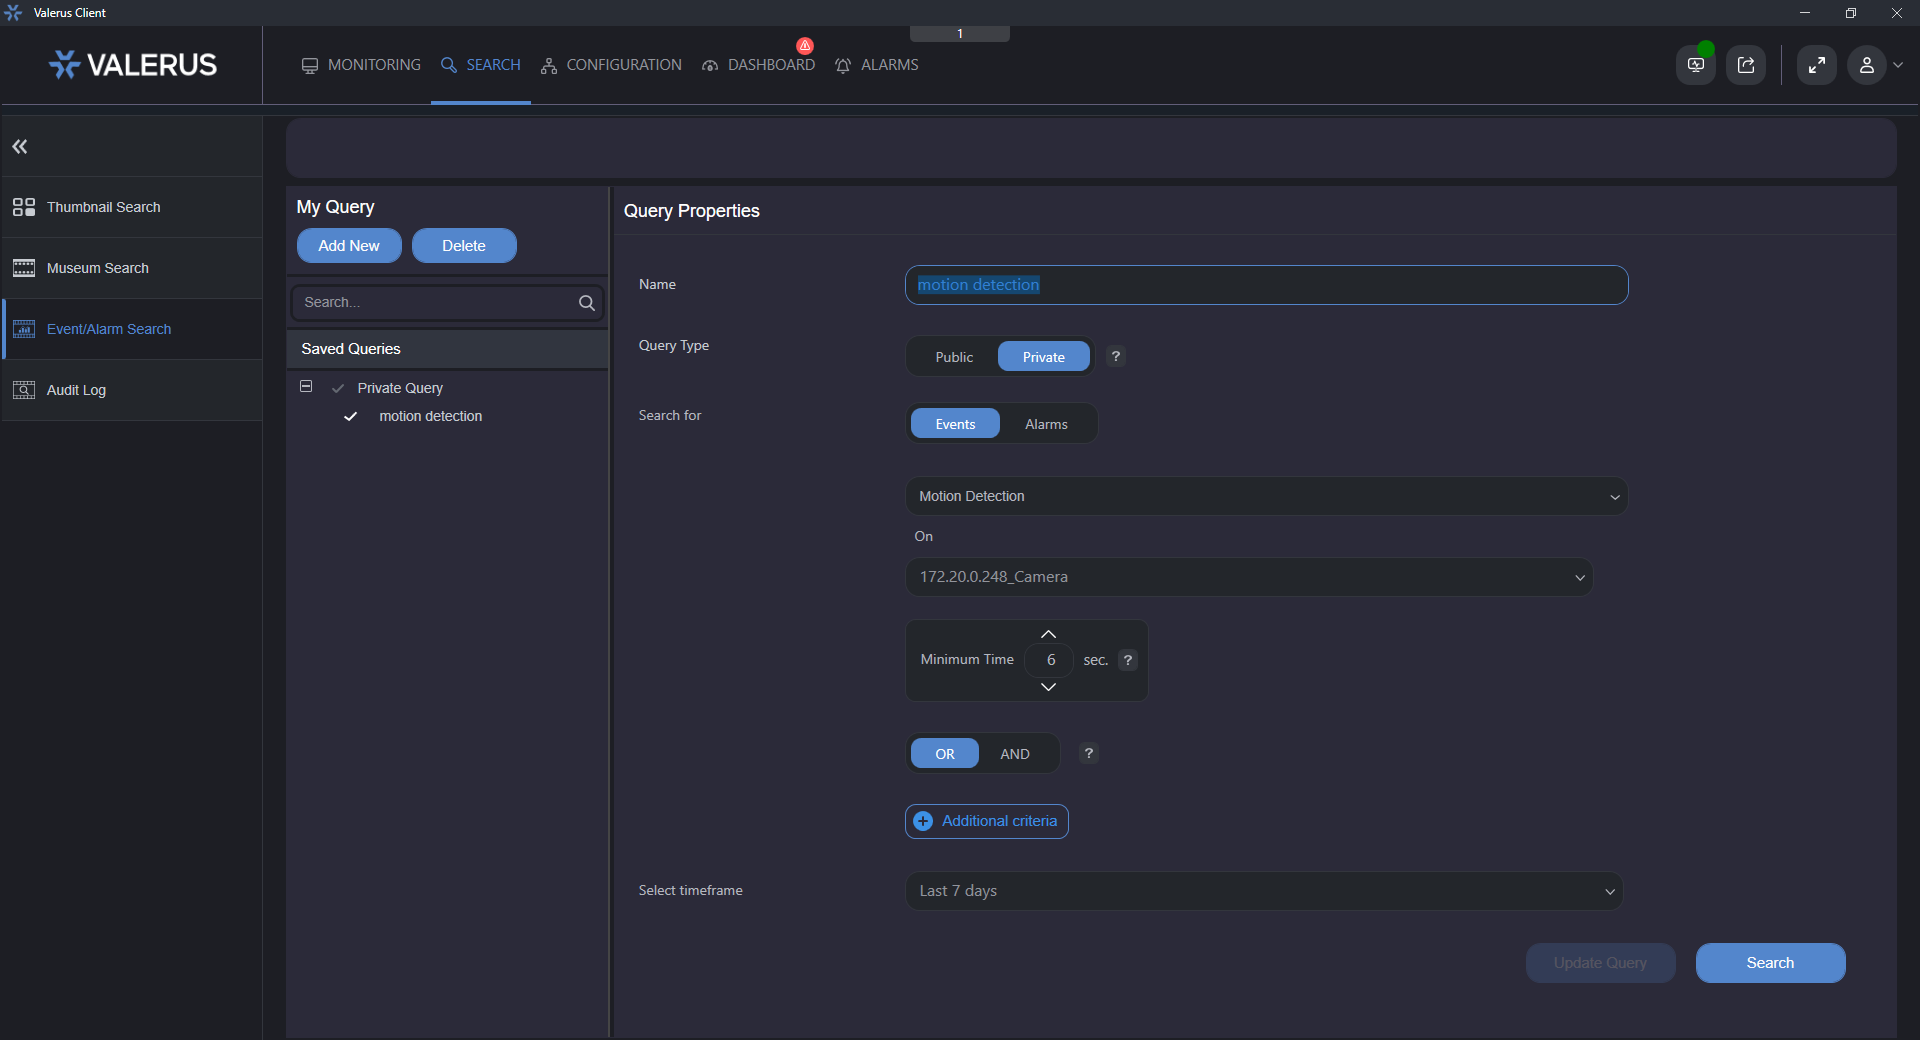 Valerus Client
1
VALERUS
MONITORING
SEARCH
CONFIGURATION
DASHBOARD
ALARMS
Thumbnail Search
Museum Search
Event/Alarm Search
Audit Log
My Query
Add New
Delete
Search...
Saved Queries
Private Query
motion detection
Query Properties
Name
motion detection
Query Type
Public
Private
?
Search for
Events
Alarms
Motion Detection
On
172.20.0.248_Camera
Minimum Time
6
sec.
?
OR
AND
?
Additional criteria
Select timeframe
Last 7 days
Update Query
Search